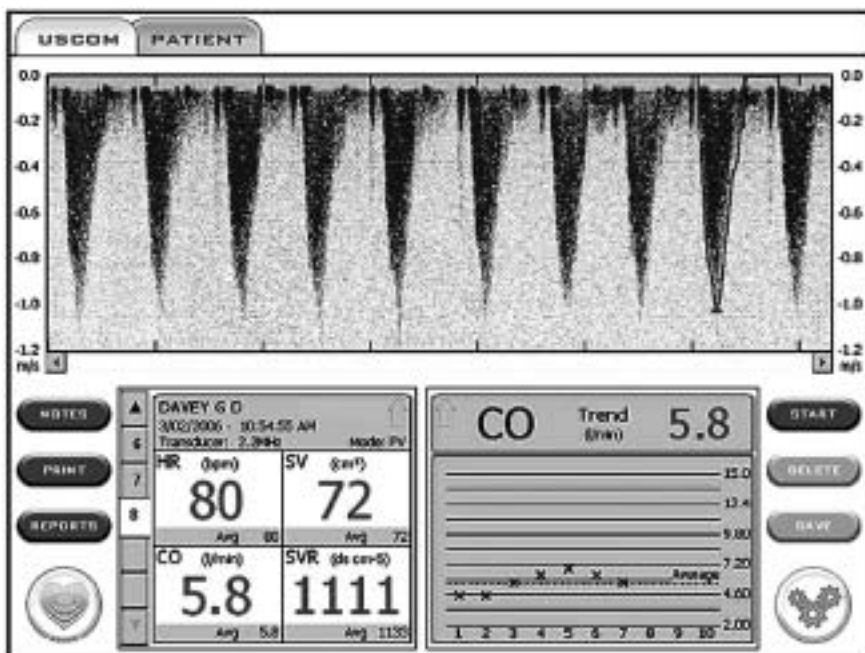 USCOM PATIENT
0.0 0.0
-0.2 -0.2
-0.4 -0.4
-0.6 -0.6
-0.8 -0.8
-1.0 -1.0
-1.2 -1.2
m/s m/s
NOTES
PRINT
REPORTS
6
7
8
DAVEY G D
3/02/2006 - 10:54:55 AM
Transducer: 2.2MHz Mode: PV
HR (bpm) SV (cm³)
80 72
Avg 80 Avg 72
CO (l/min) SVR (ds cm-5)
5.8 1111
Avg 5.8 Avg 1133
CO Trend (l/min) 5.8
15.0
12.4
9.80
7.20
Average
4.60
2.00
1 2 3 4 5 6 7 8 9 10
START
DELETE
SAVE